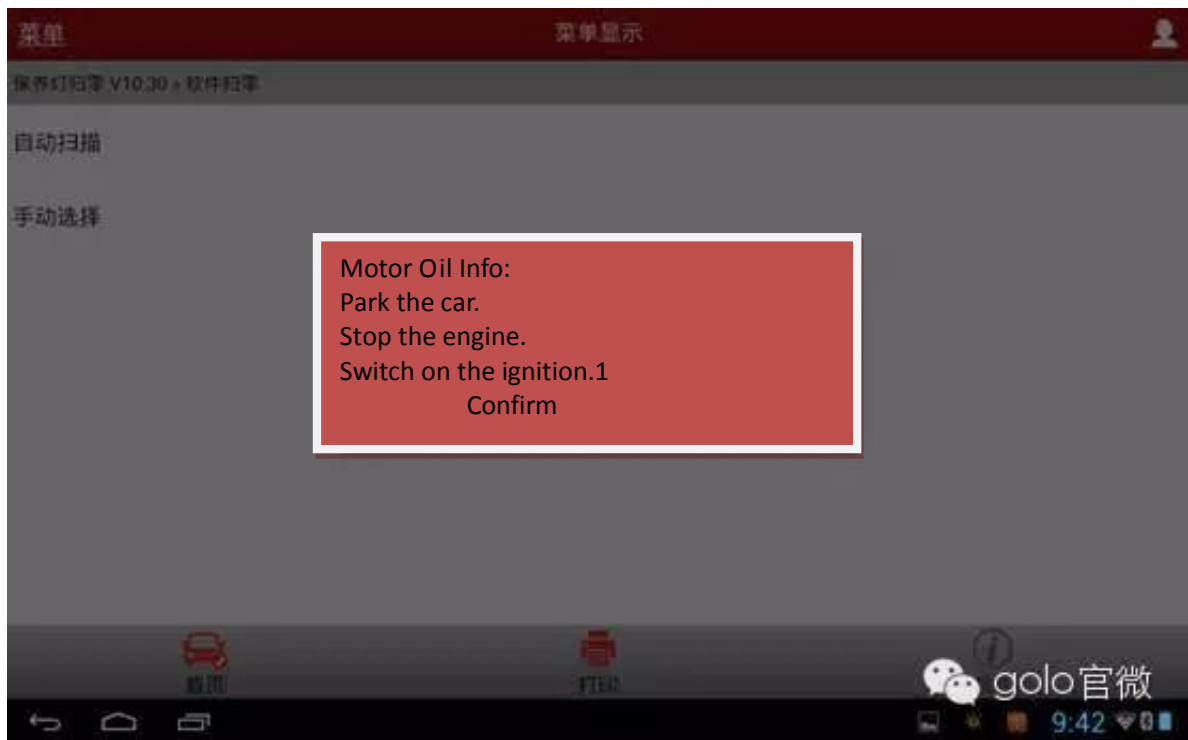 菜单
菜单显示
保养灯归零 V10.30 » 软件归零
自动扫描
手动选择
Motor Oil Info:
Park the car.
Stop the engine.
Switch on the ignition.1
Confirm
打印
golo官微
9:42